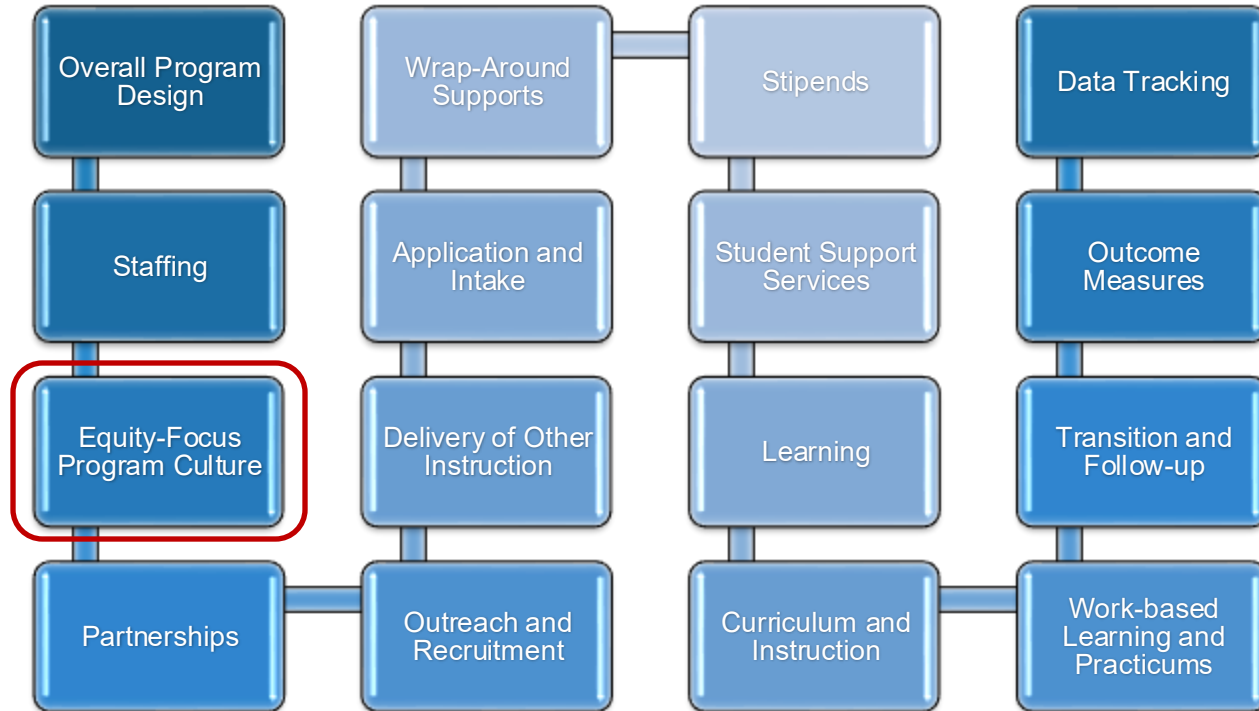 Overall Program
Design
Staffing
Equity-Focus
Program Culture
Partnerships
Outreach and
Recruitment
Delivery of Other
Instruction
Application and
Intake
Wrap-Around
Supports
Stipends
Student Support
Services
Learning
Curriculum and
Instruction
Work-based
Learning and
Practicums
Transition and
Follow-up
Outcome
Measures
Data Tracking